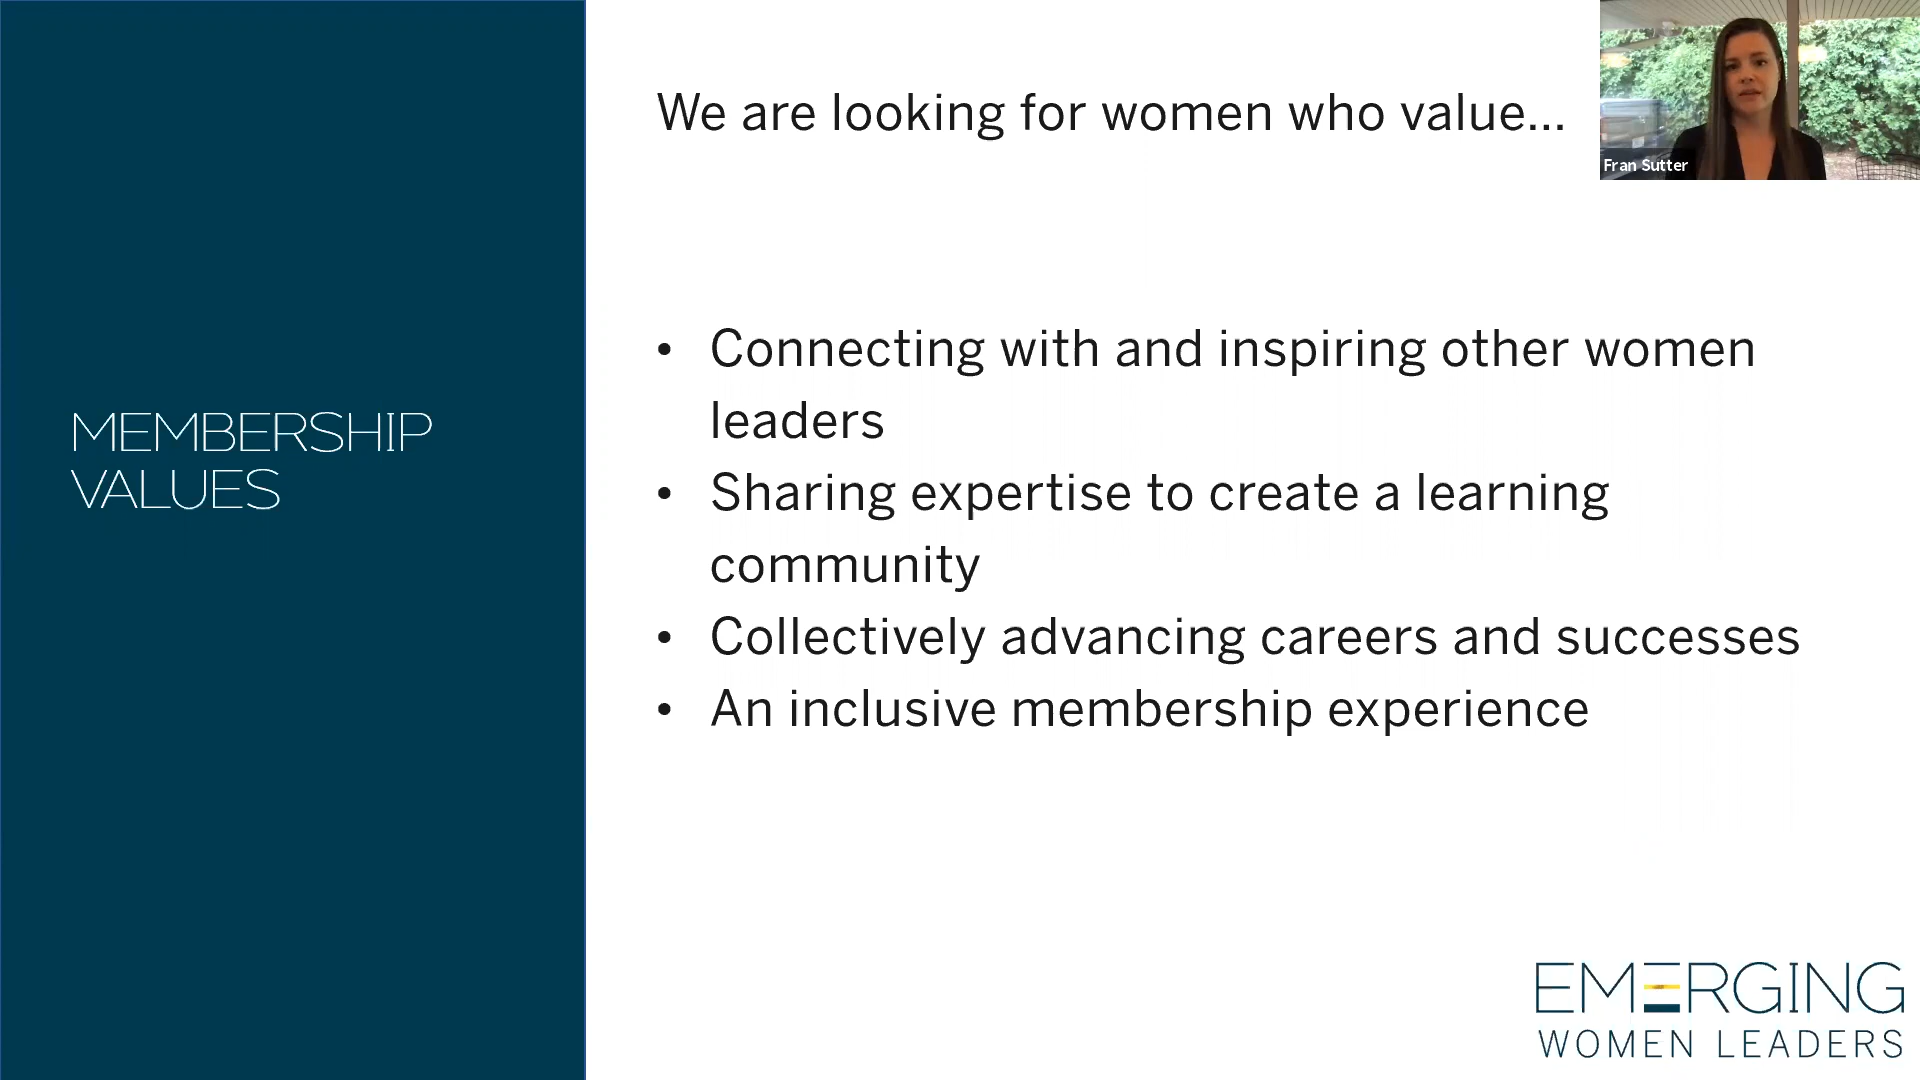 We are looking for women who value...
Fran Sutter
MEMBERSHIP
VALUES
• Connecting with and inspiring other women
leaders
• Sharing expertise to create a learning
community
• Collectively advancing careers and successes
• An inclusive membership experience
EMERGING
WOMEN LEADERS